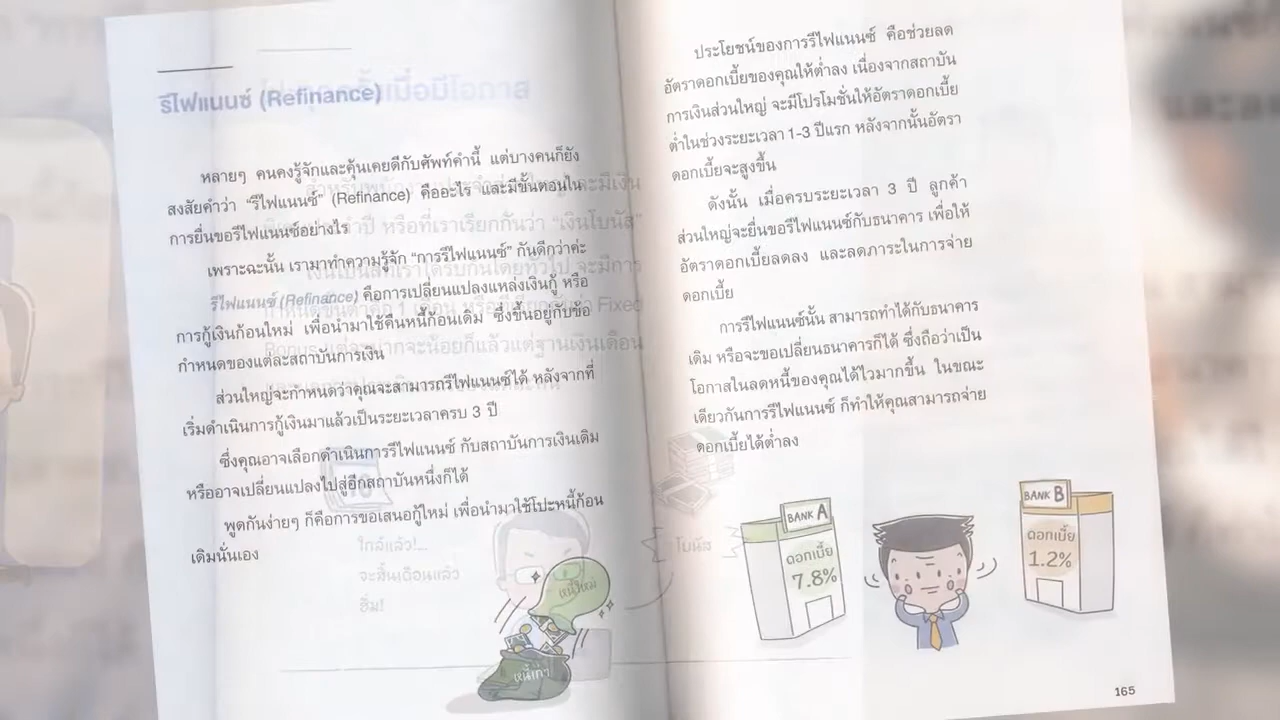 รีไฟแนนซ์ (Refinance)
หลายๆ คนคงรู้จักและคุ้นเคยดีกับศัพท์คำนี้ แต่บางคนก็ยัง
สงสัยคำว่า “รีไฟแนนซ์” (Refinance) คืออะไร และมีขั้นตอนใน
การยื่นขอรีไฟแนนซ์อย่างไร
เพราะฉะนั้น เรามาทำความรู้จัก “การรีไฟแนนซ์” กันดีกว่าค่ะ
รีไฟแนนซ์ (Refinance) คือการเปลี่ยนแปลงแหล่งเงินกู้ หรือ
การกู้เงินก้อนใหม่ เพื่อนำมาใช้คืนหนี้ก้อนเดิม ซึ่งขึ้นอยู่กับข้อ
กำหนดของแต่ละสถาบันการเงิน
ส่วนใหญ่จะกำหนดว่าคุณจะสามารถรีไฟแนนซ์ได้ หลังจากที่
เริ่มดำเนินการกู้เงินมาแล้วเป็นระยะเวลาครบ 3 ปี
ซึ่งคุณอาจเลือกดำเนินการรีไฟแนนซ์ กับสถาบันการเงินเดิม
หรืออาจเปลี่ยนแปลงไปสู่อีกสถาบันหนึ่งก็ได้
พูดกันง่ายๆ ก็คือการขอเสนอกู้ใหม่ เพื่อนำมาใช้โปะหนี้ก้อน
เดิมนั่นเอง
ใกล้แล้ว!...
จะสิ้นเดือนแล้ว
ฮึ่ม!
หนี้ใหม่
หนี้เก่า
โบนัส
ประโยชน์ของการรีไฟแนนซ์ คือช่วยลด
อัตราดอกเบี้ยของคุณให้ต่ำลง เนื่องจากสถาบัน
การเงินส่วนใหญ่ จะมีโปรโมชั่นให้อัตราดอกเบี้ย
ต่ำในช่วงระยะเวลา 1-3 ปีแรก หลังจากนั้นอัตรา
ดอกเบี้ยจะสูงขึ้น
ดังนั้น เมื่อครบระยะเวลา 3 ปี ลูกค้า
ส่วนใหญ่จะยื่นขอรีไฟแนนซ์กับธนาคาร เพื่อให้
อัตราดอกเบี้ยลดลง และลดภาระในการจ่าย
ดอกเบี้ย
การรีไฟแนนซ์นั้น สามารถทำได้กับธนาคาร
เดิม หรือจะขอเปลี่ยนธนาคารก็ได้ ซึ่งถือว่าเป็น
โอกาสในลดหนี้ของคุณได้ไวมากขึ้น ในขณะ
เดียวกันการรีไฟแนนซ์ ก็ทำให้คุณสามารถจ่าย
ดอกเบี้ยได้ต่ำลง
BANK A
ดอกเบี้ย
7.8%
BANK B
ดอกเบี้ย
1.2%
165